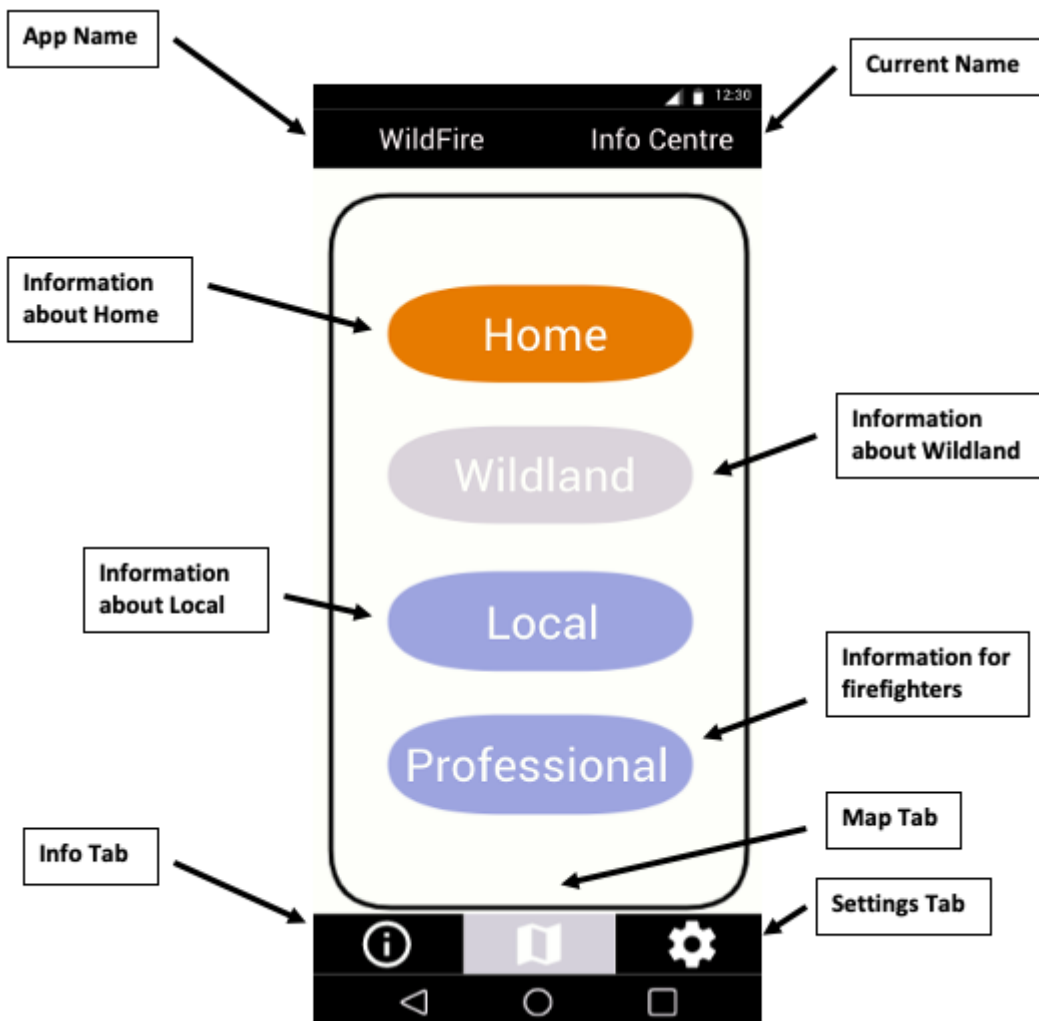 App Name
Current Name
12:30
WildFire Info Centre
Information
about Home
Home
Information
about Wildland
Wildland
Information
about Local
Local
Information for
firefighters
Professional
Map Tab
Info Tab
Settings Tab